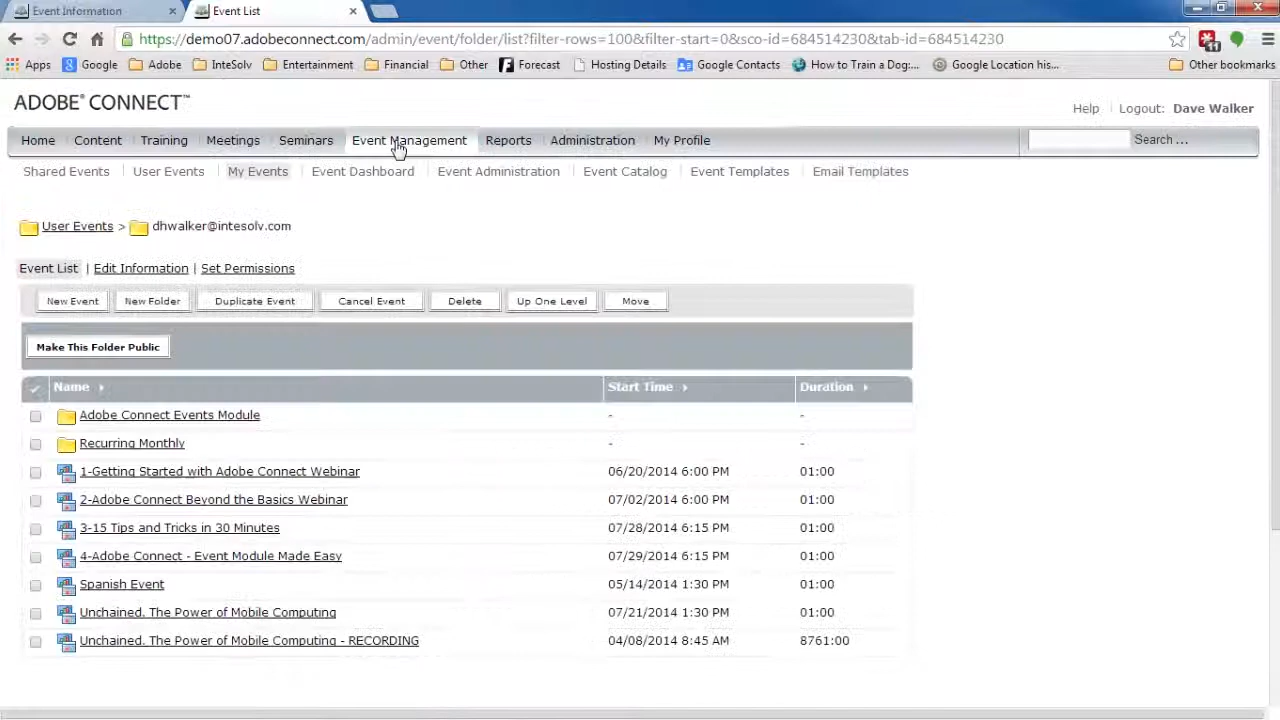 Event Information
Event List
https://demo07.adobeconnect.com/admin/event/folder/list?filter-rows=100&filter-start=0&sco-id=684514230&tab-id=684514230
11
Apps Google Adobe InteSolv Entertainment Financial Other Forecast Hosting Details Google Contacts How to Train a Dog:... Google Location his... Other bookmarks
ADOBE® CONNECT™
Help Logout: Dave Walker
Home Content Training Meetings Seminars Event Management Reports Administration My Profile Search ...
Shared Events User Events My Events Event Dashboard Event Administration Event Catalog Event Templates Email Templates
User Events > dhwalker@intesolv.com
Event List | Edit Information | Set Permissions
New Event New Folder Duplicate Event Cancel Event Delete Up One Level Move
Make This Folder Public
Name Start Time Duration
Adobe Connect Events Module - -
Recurring Monthly - -
1-Getting Started with Adobe Connect Webinar 06/20/2014 6:00 PM 01:00
2-Adobe Connect Beyond the Basics Webinar 07/02/2014 6:00 PM 01:00
3-15 Tips and Tricks in 30 Minutes 07/28/2014 6:15 PM 01:00
4-Adobe Connect - Event Module Made Easy 07/29/2014 6:15 PM 01:00
Spanish Event 05/14/2014 1:30 PM 01:00
Unchained. The Power of Mobile Computing 07/21/2014 1:30 PM 01:00
Unchained. The Power of Mobile Computing - RECORDING 04/08/2014 8:45 AM 8761:00